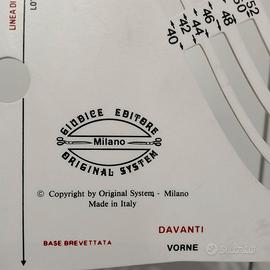 LINEA DI
LO
52
50
48
46
44
42
40
GIUDICE EDITORE
Milano
ORIGINAL SYSTEM
© Copyright by Original System - Milano
Made in Italy
DAVANTI
BASE BREVETTATA
VORNE
subito